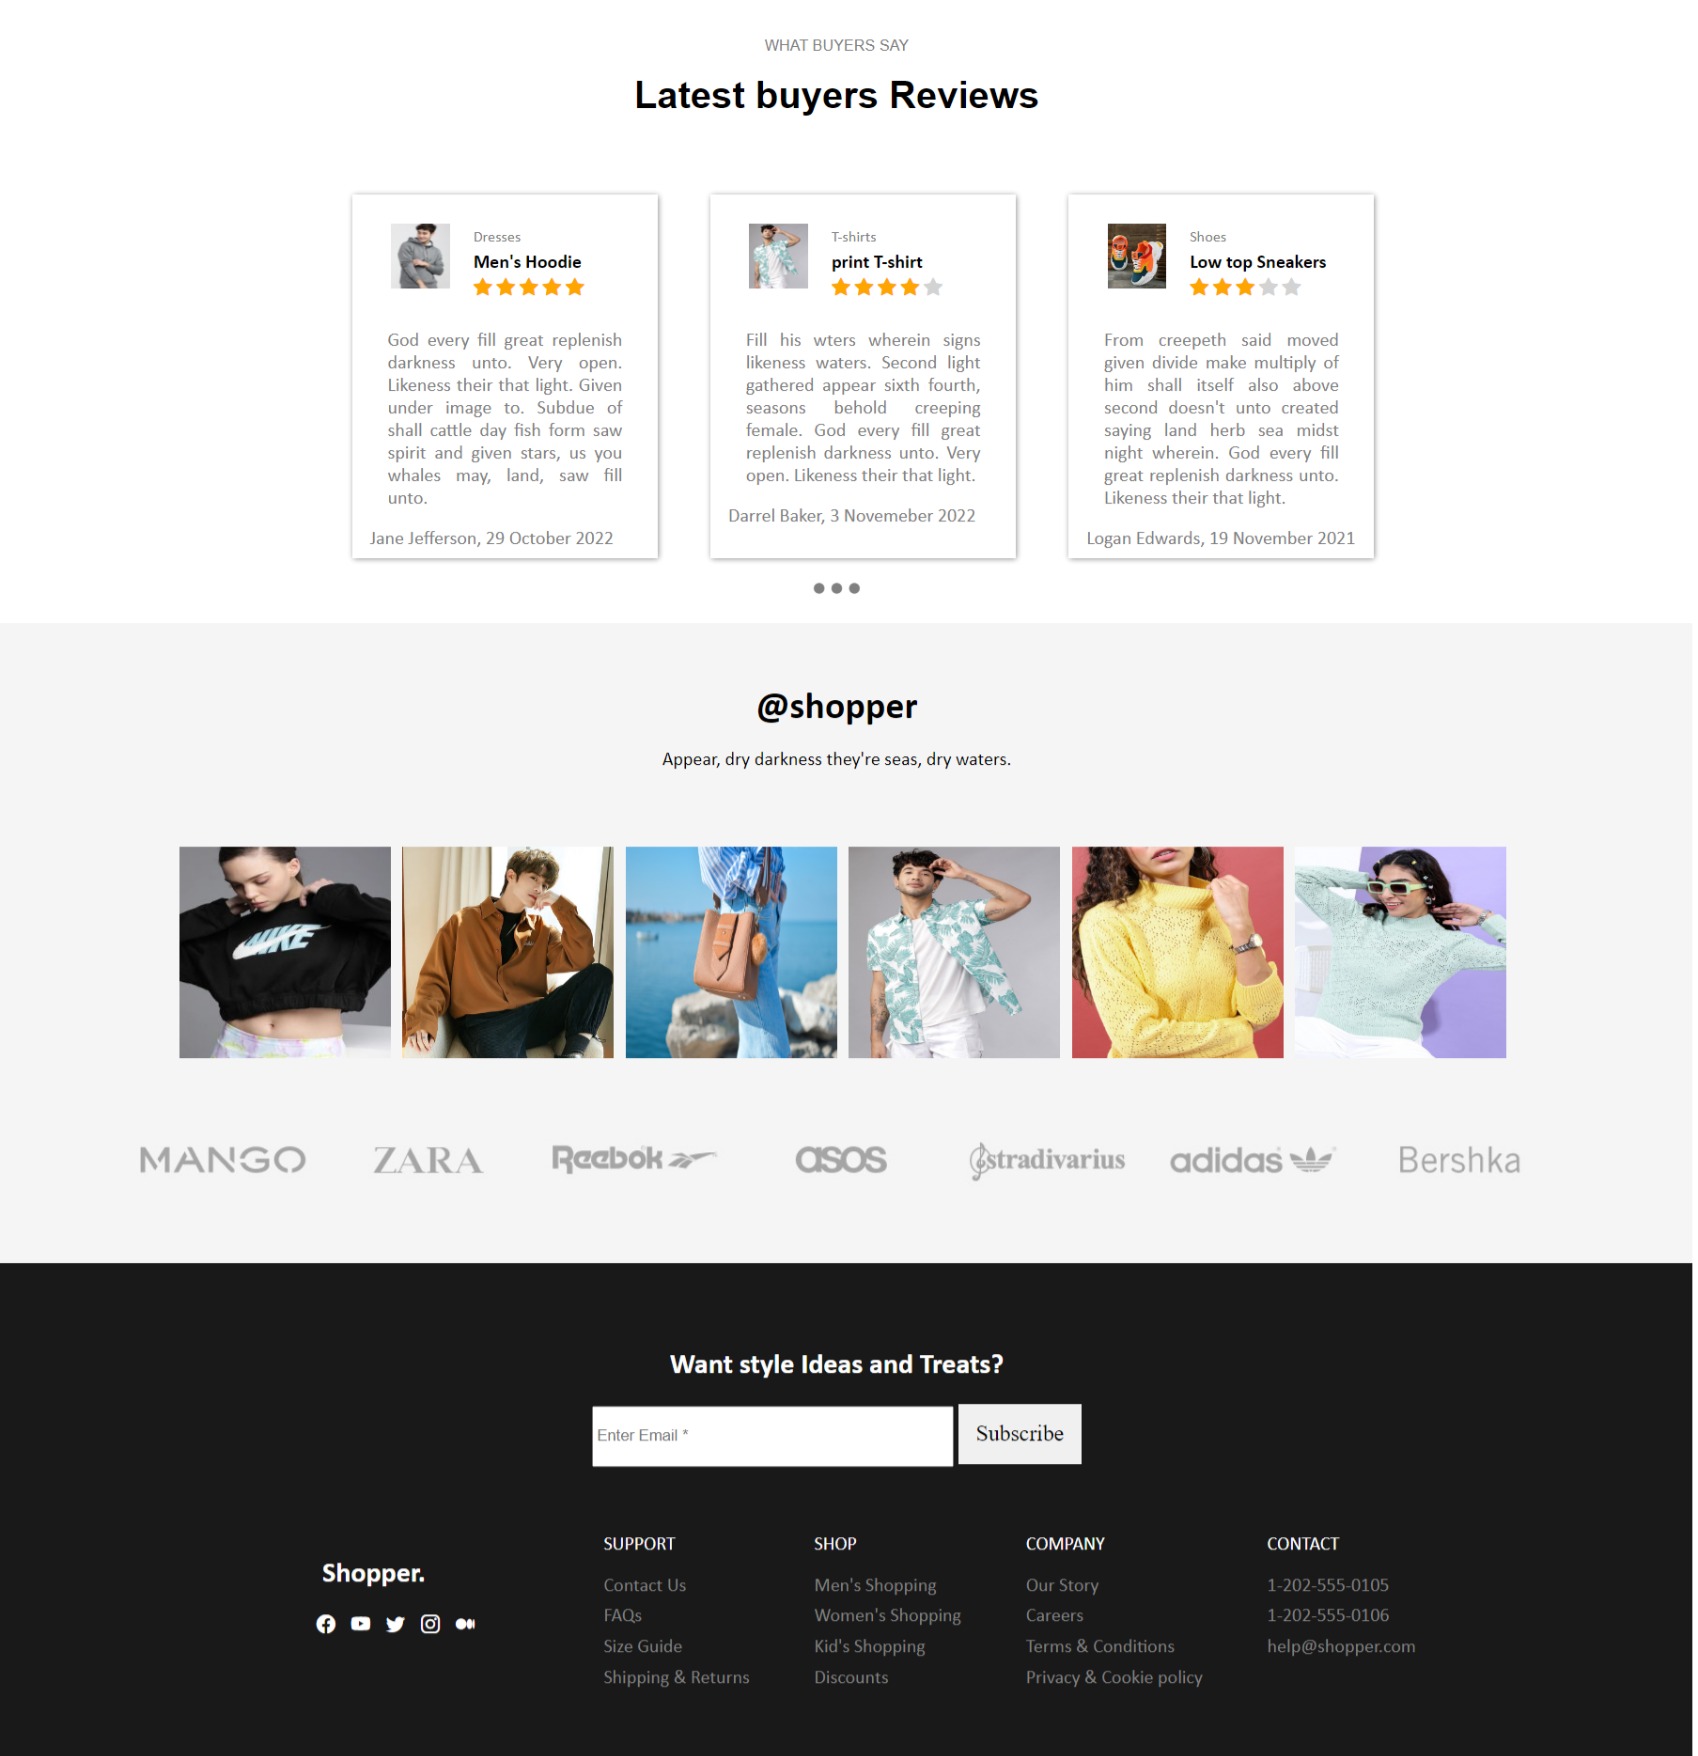 WHAT BUYERS SAY
Latest buyers Reviews
Dresses
Men's Hoodie
God every fill great replenish
darkness unto. Very open.
Likeness their that light. Given
under image to. Subdue of
shall cattle day fish form saw
spirit and given stars, us you
whales may, land, saw fill
unto.
Jane Jefferson, 29 October 2022
T-shirts
print T-shirt
Fill his wters wherein signs
likeness waters. Second light
gathered appear sixth fourth,
seasons behold creeping
female. God every fill great
replenish darkness unto. Very
open. Likeness their that light.
Darrel Baker, 3 Novemeber 2022
Shoes
Low top Sneakers
From creepeth said moved
given divide make multiply of
him shall itself also above
second doesn't unto created
saying land herb sea midst
night wherein. God every fill
great replenish darkness unto.
Likeness their that light.
Logan Edwards, 19 November 2021
@shopper
Appear, dry darkness they're seas, dry waters.
NIKE
MANGO
ZARA
Reebok
asos
stradivarius
adidas
Bershka
Want style Ideas and Treats?
Enter Email *
Subscribe
Shopper.
SUPPORT
Contact Us
FAQs
Size Guide
Shipping & Returns
SHOP
Men's Shopping
Women's Shopping
Kid's Shopping
Discounts
COMPANY
Our Story
Careers
Terms & Conditions
Privacy & Cookie policy
CONTACT
1-202-555-0105
1-202-555-0106
help@shopper.com